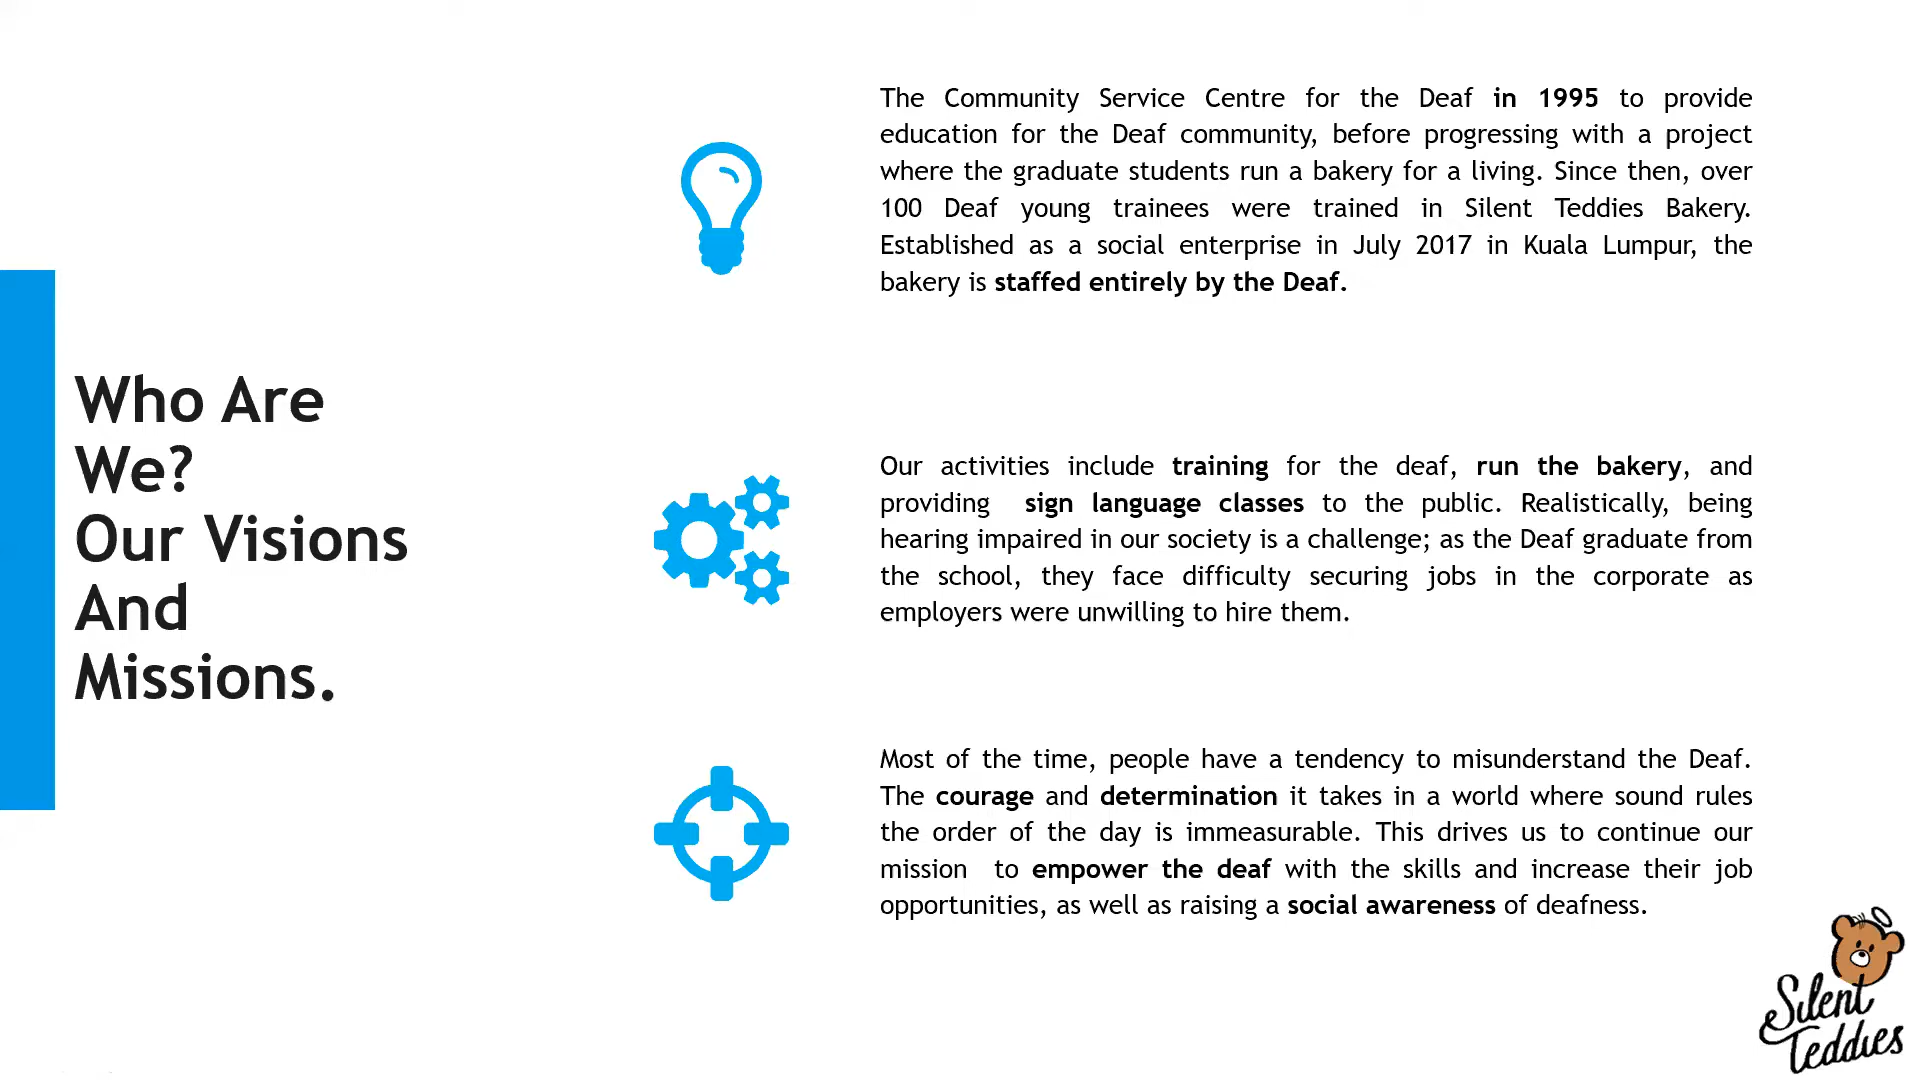 Who Are
We?
Our Visions
And
Missions.
The Community Service Centre for the Deaf in 1995 to provide
education for the Deaf community, before progressing with a project
where the graduate students run a bakery for a living. Since then, over
100 Deaf young trainees were trained in Silent Teddies Bakery.
Established as a social enterprise in July 2017 in Kuala Lumpur, the
bakery is staffed entirely by the Deaf.
Our activities include training for the deaf, run the bakery, and
providing sign language classes to the public. Realistically, being
hearing impaired in our society is a challenge; as the Deaf graduate from
the school, they face difficulty securing jobs in the corporate as
employers were unwilling to hire them.
Most of the time, people have a tendency to misunderstand the Deaf.
The courage and determination it takes in a world where sound rules
the order of the day is immeasurable. This drives us to continue our
mission to empower the deaf with the skills and increase their job
opportunities, as well as raising a social awareness of deafness.
Silent
Teddies